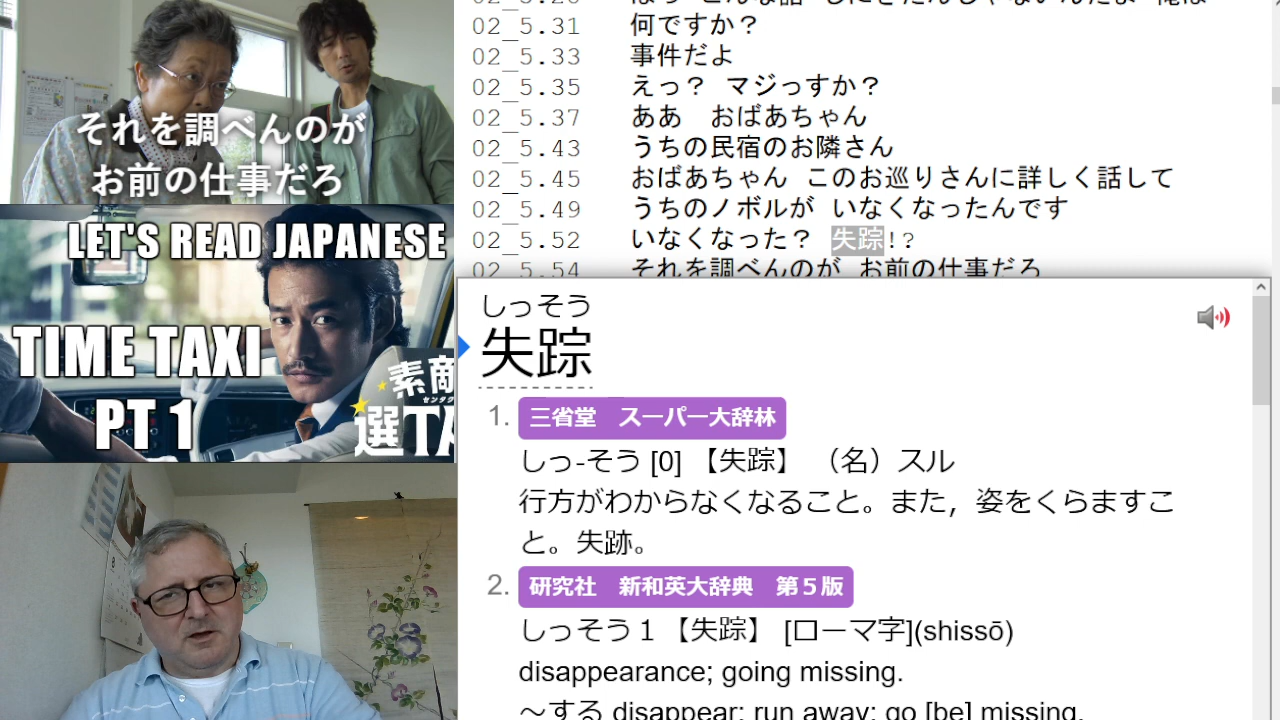 それを調べんのが
お前の仕事だろ
LET'S READ JAPANESE
TIME TAXI
PT 1
素敵
センタク
選TA
02_5.31 何ですか？
02_5.33 事件だよ
02_5.35 えっ？ マジっすか？
02_5.37 ああ　おばあちゃん
02_5.43 うちの民宿のお隣さん
02_5.45 おばあちゃん このお巡りさんに詳しく話して
02_5.49 うちのノボルが いなくなったんです
02_5.52 いなくなった？ 失踪!?
02_5.54 それを調べんのが お前の仕事だろ
しっそう
失踪
1. 三省堂　スーパー大辞林
しっ-そう [0] 【失踪】 （名）スル
行方がわからなくなること。また，姿をくらますこ
と。失跡。
2. 研究社　新和英大辞典　第５版
しっそう１【失踪】 [ローマ字](shissō)
disappearance; going missing.
～する disappear; run away; go [be] missing.